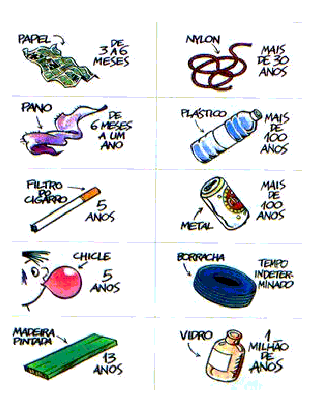 PAPEL
DE
3 A 6
MESES
NYLON
MAIS
DE 30
ANOS
PANO
DE
6 MESES
A UM
ANO
PLÁSTICO
MAIS
DE
100
ANOS
FILTRO
DO
CIGARRO
5
ANOS
MAIS
DE
100
ANOS
METAL
CHICLE
5
ANOS
BORRACHA
TEMPO
INDETER-
MINADO
MADEIRA
PINTADA
13
ANOS
VIDRO
1
MILHÃO
DE
ANOS